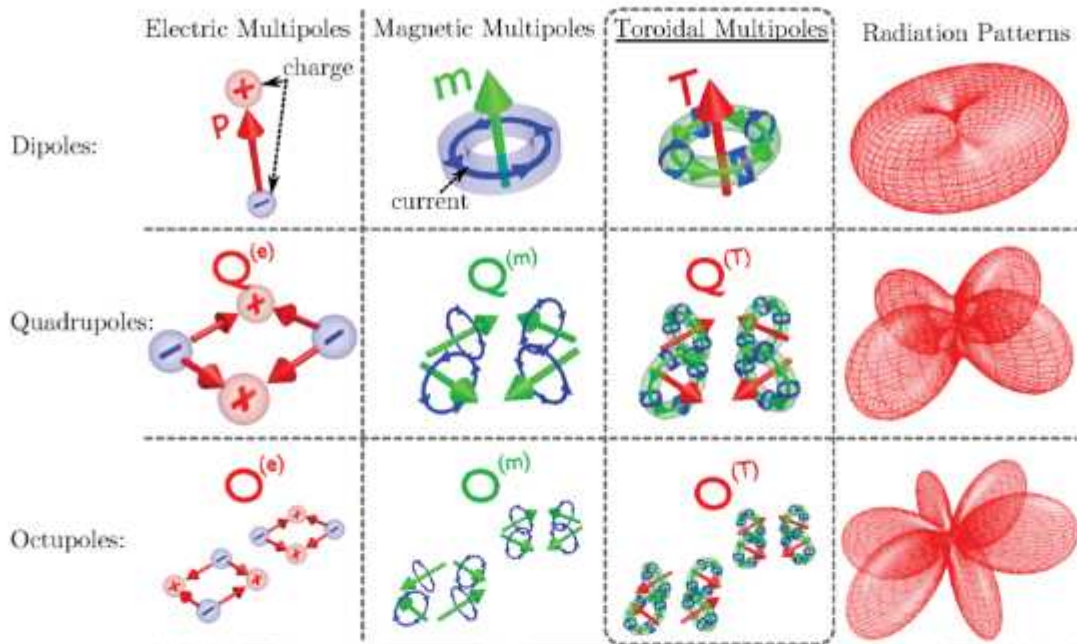 Electric Multipoles Magnetic Multipoles Toroidal Multipoles Radiation Patterns
Dipoles:
charge
P
+
−
m
current
T
Quadrupoles:
Q(e)
+
−
−
+
Q(m)
Q(T)
Octupoles:
O(e)
+
−
−
+
−
+
+
−
O(m)
O(T)